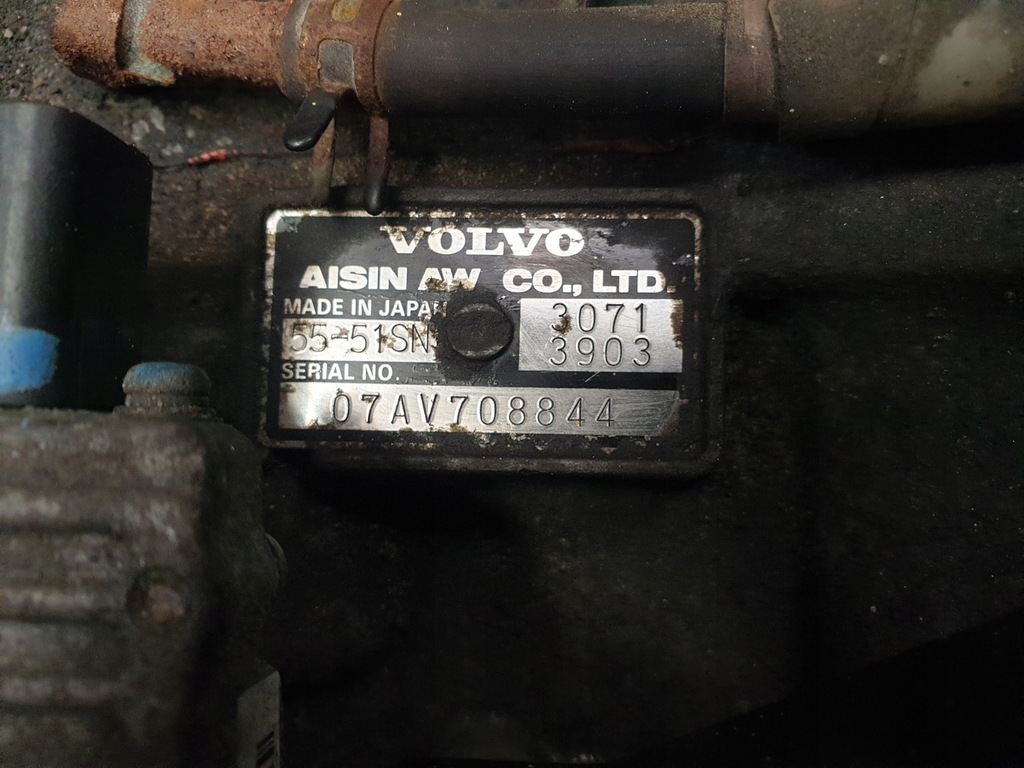 VOLVO
AISIN AW CO., LTD.
MADE IN JAPAN
55-51SN
3071
3903
SERIAL NO.
07AV708844